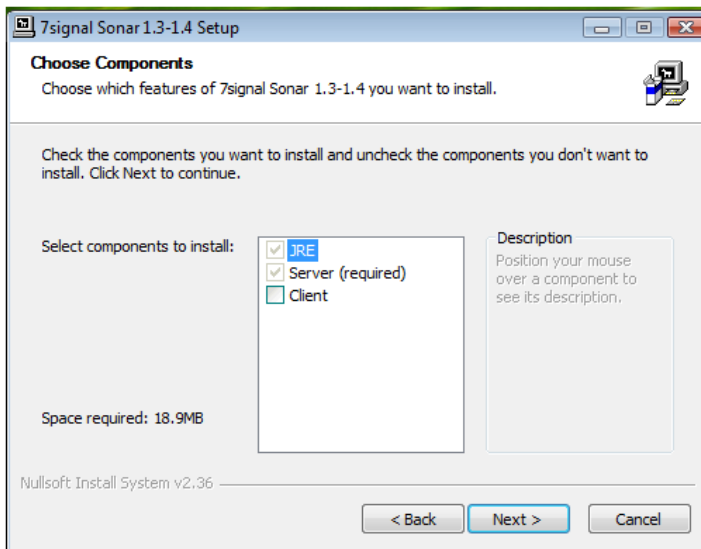 7signal Sonar 1.3-1.4 Setup
Choose Components
Choose which features of 7signal Sonar 1.3-1.4 you want to install.
Check the components you want to install and uncheck the components you don't want to
install. Click Next to continue.
Select components to install:
JRE
Server (required)
Client
Description
Position your mouse
over a component to
see its description.
Space required: 18.9MB
Nullsoft Install System v2.36
< Back
Next >
Cancel